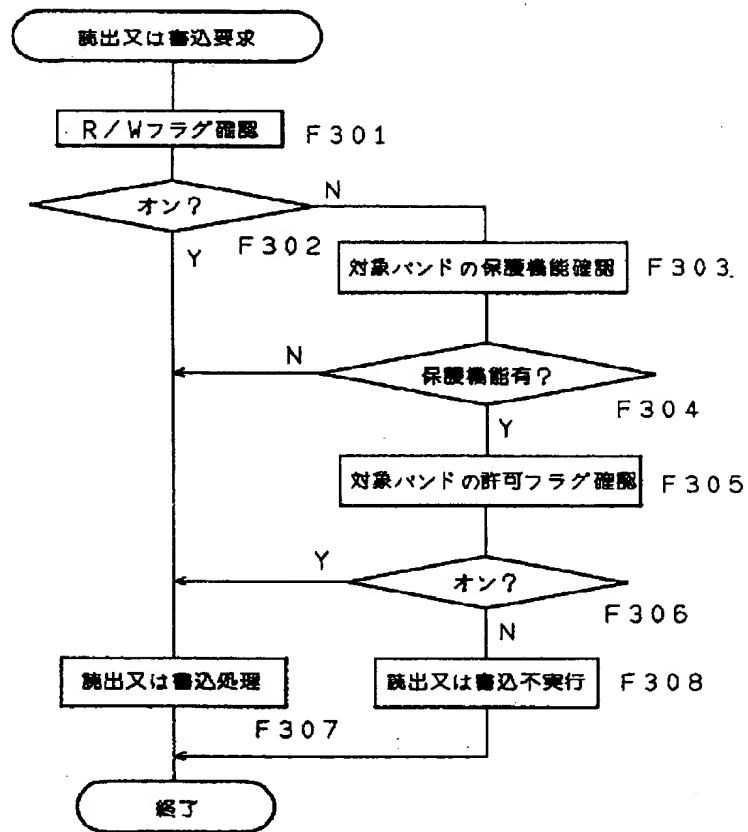 読出又は書込要求
R/Wフラグ確認
F301
オン?
N
F302
Y
対象バンドの保護機能確認
F303
N
保護機能有?
F304
Y
対象バンドの許可フラグ確認
F305
Y
オン?
F306
N
読出又は書込処理
読出又は書込不実行
F308
F307
終了